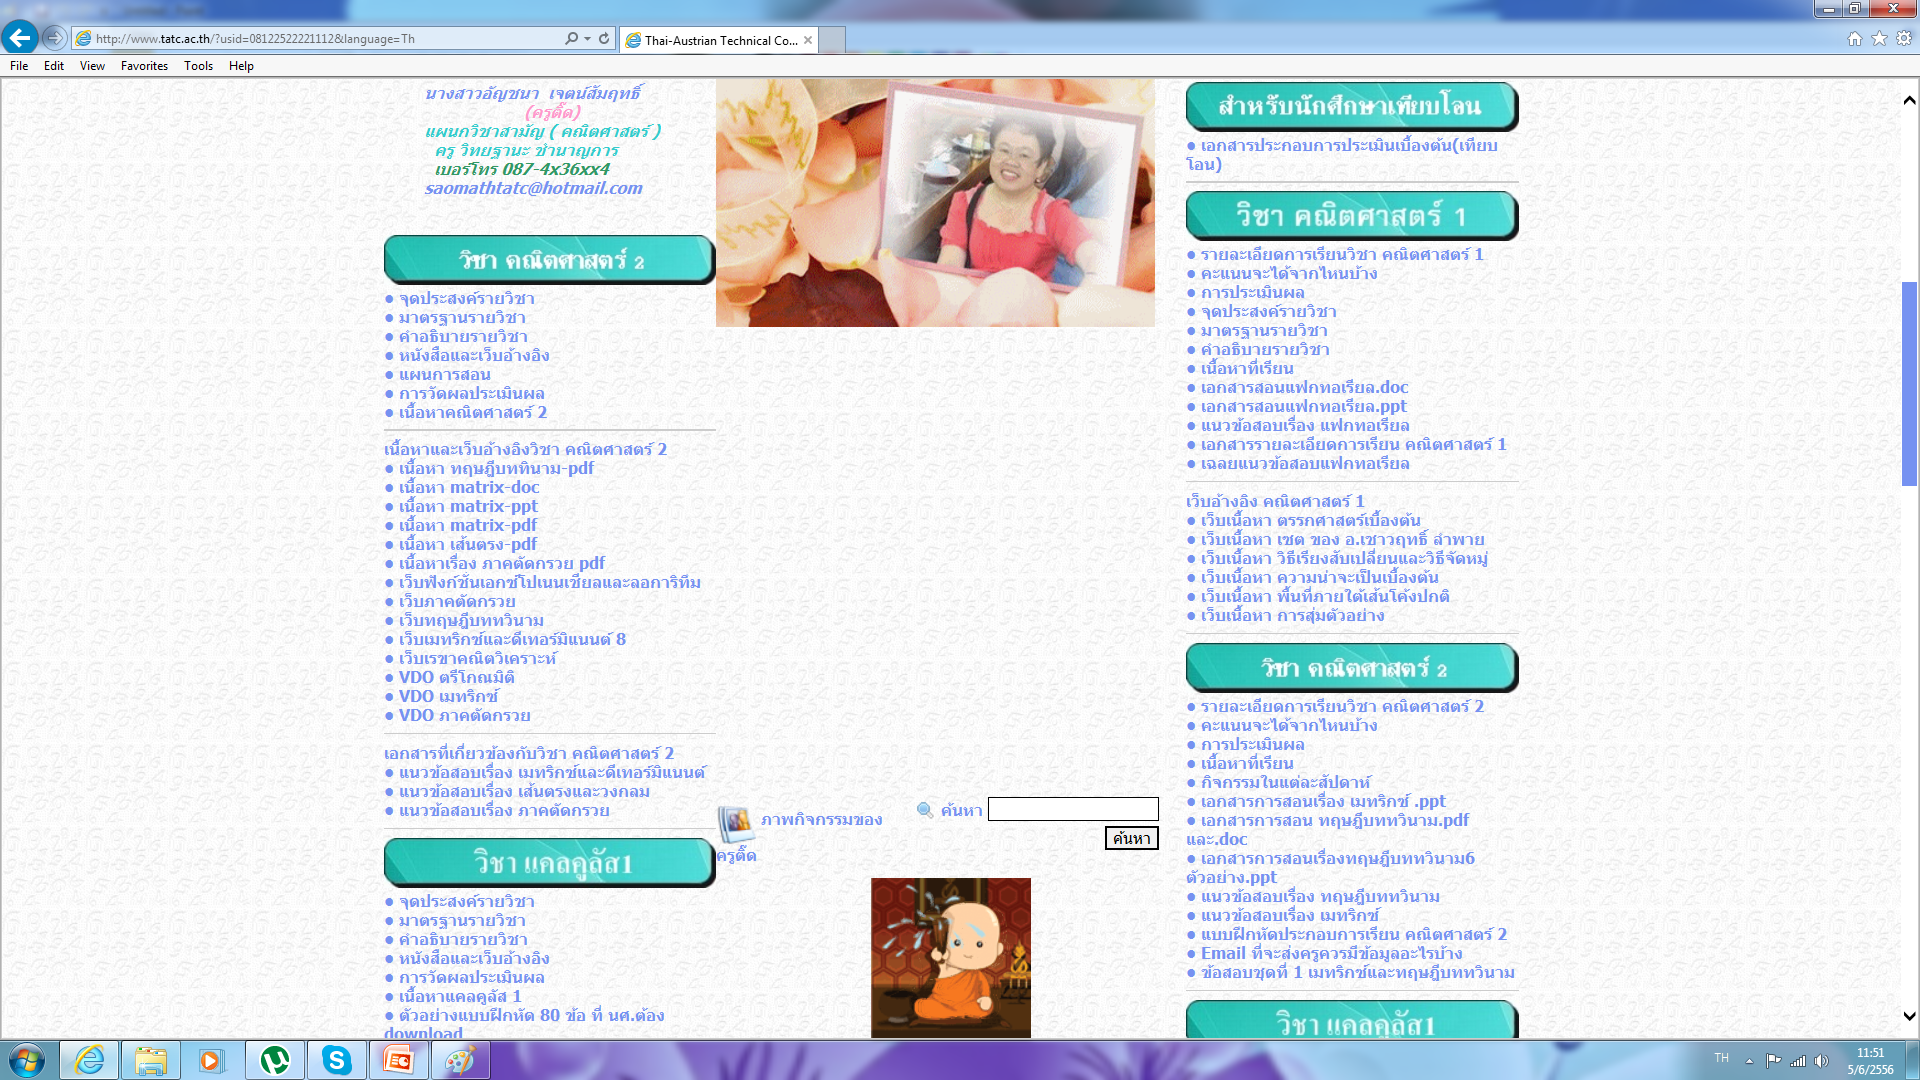 http://www.tatc.ac.th/?usid=08122522221112&language=Th
Thai-Austrian Technical Co...
File Edit View Favorites Tools Help
นางสาวอัญชนา เจตน์สัมฤทธิ์
(ครูติ๊ด)
แผนกวิชาสามัญ ( คณิตศาสตร์ )
ครู วิทยฐานะ ชำนาญการ
เบอร์โทร 087-4x36xx4
saomathtatc@hotmail.com
วิชา คณิตศาสตร์ 2
● จุดประสงค์รายวิชา
● มาตรฐานรายวิชา
● คำอธิบายรายวิชา
● หนังสือและเว็บอ้างอิง
● แผนการสอน
● การวัดผลประเมินผล
● เนื้อหาคณิตศาสตร์ 2
เนื้อหาและเว็บอ้างอิงวิชา คณิตศาสตร์ 2
● เนื้อหา ทฤษฎีบททินาม-pdf
● เนื้อหา matrix-doc
● เนื้อหา matrix-ppt
● เนื้อหา matrix-pdf
● เนื้อหา เส้นตรง-pdf
● เนื้อหาเรื่อง ภาคตัดกรวย pdf
● เว็บฟังก์ชั่นเอกซ์โปเนนเชียลและลอการิทึม
● เว็บภาคตัดกรวย
● เว็บทฤษฎีบททวินาม
● เว็บเมทริกซ์และดีเทอร์มิแนนต์ 8
● เว็บเรขาคณิตวิเคราะห์
● VDO ตรีโกณมิติ
● VDO เมทริกซ์
● VDO ภาคตัดกรวย
เอกสารที่เกี่ยวข้องกับวิชา คณิตศาสตร์ 2
● แนวข้อสอบเรื่อง เมทริกซ์และดีเทอร์มิแนนต์
● แนวข้อสอบเรื่อง เส้นตรงและวงกลม
● แนวข้อสอบเรื่อง ภาคตัดกรวย
วิชา แคลคูลัส1
● จุดประสงค์รายวิชา
● มาตรฐานรายวิชา
● คำอธิบายรายวิชา
● หนังสือและเว็บอ้างอิง
● การวัดผลประเมินผล
● เนื้อหาแคลคูลัส 1
● ตัวอย่างแบบฝึกหัด 80 ข้อ ที่ นศ.ต้อง
download
ภาพกิจกรรมของ
ครูติ๊ด
ค้นหา
ค้นหา
สำหรับนักศึกษาเทียบโอน
● เอกสารประกอบการประเมินเบื้องต้น(เทียบ
โอน)
วิชา คณิตศาสตร์ 1
● รายละเอียดการเรียนวิชา คณิตศาสตร์ 1
● คะแนนจะได้จากไหนบ้าง
● การประเมินผล
● จุดประสงค์รายวิชา
● มาตรฐานรายวิชา
● คำอธิบายรายวิชา
● เนื้อหาที่เรียน
● เอกสารสอนแฟกทอเรียล.doc
● เอกสารสอนแฟกทอเรียล.ppt
● แนวข้อสอบเรื่อง แฟกทอเรียล
● เอกสารรายละเอียดการเรียน คณิตศาสตร์ 1
● เฉลยแนวข้อสอบแฟกทอเรียล
เว็บอ้างอิง คณิตศาสตร์ 1
● เว็บเนื้อหา ตรรกศาสตร์เบื้องต้น
● เว็บเนื้อหา เซต ของ อ.เชาวฤทธิ์ ลำพาย
● เว็บเนื้อหา วิธีเรียงสับเปลี่ยนและวิธีจัดหมู่
● เว็บเนื้อหา ความน่าจะเป็นเบื้องต้น
● เว็บเนื้อหา พื้นที่ภายใต้เส้นโค้งปกติ
● เว็บเนื้อหา การสุ่มตัวอย่าง
วิชา คณิตศาสตร์ 2
● รายละเอียดการเรียนวิชา คณิตศาสตร์ 2
● คะแนนจะได้จากไหนบ้าง
● การประเมินผล
● เนื้อหาที่เรียน
● กิจกรรมในแต่ละสัปดาห์
● เอกสารการสอนเรื่อง เมทริกซ์ .ppt
● เอกสารการสอน ทฤษฎีบททวินาม.pdf
และ.doc
● เอกสารการสอนเรื่องทฤษฎีบททวินาม6
ตัวอย่าง.ppt
● แนวข้อสอบเรื่อง ทฤษฎีบททวินาม
● แนวข้อสอบเรื่อง เมทริกซ์
● แบบฝึกหัดประกอบการเรียน คณิตศาสตร์ 2
● Email ที่จะส่งครูควรมีข้อมูลอะไรบ้าง
● ข้อสอบชุดที่ 1 เมทริกซ์และทฤษฎีบททวินาม
วิชา แคลคูลัส1
TH
11:51
5/6/2556